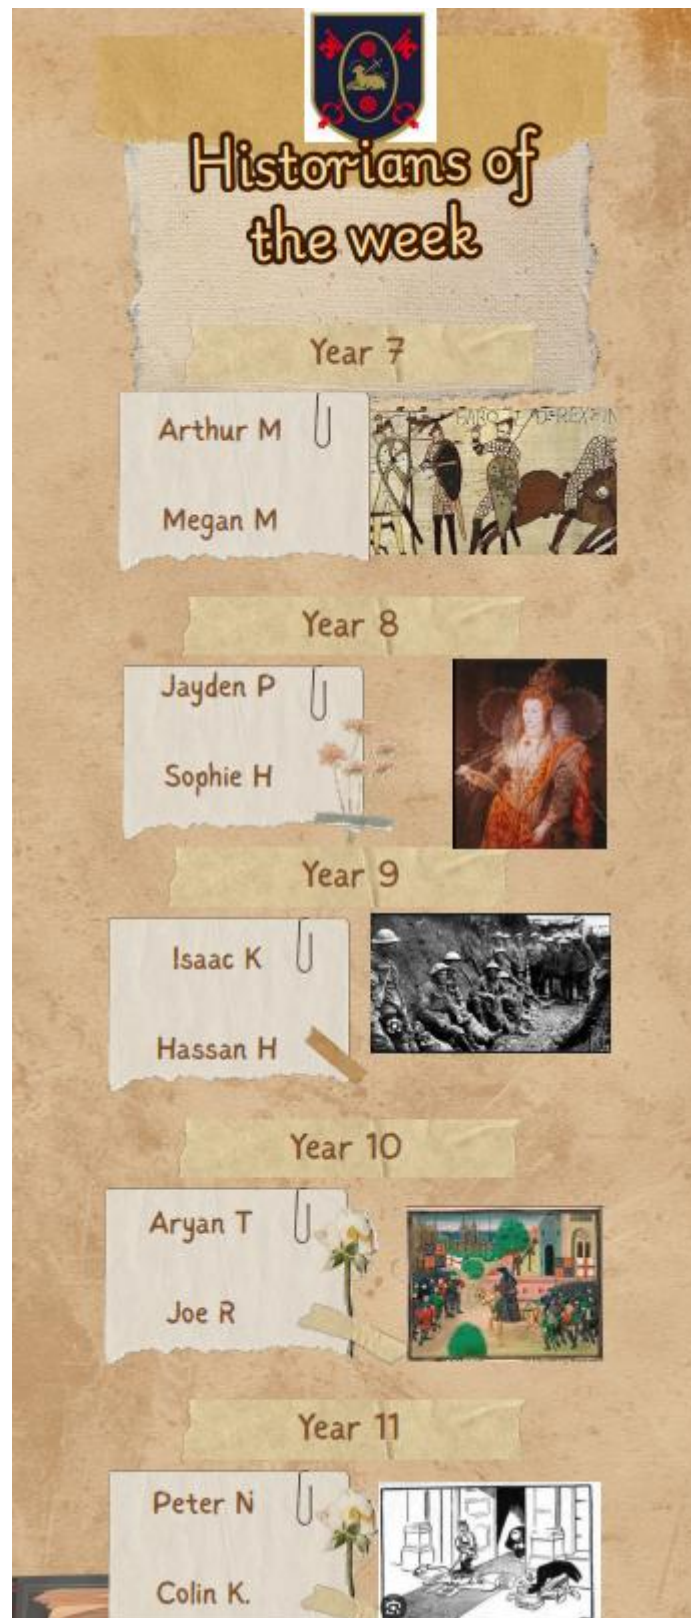 Historians of
the week
Year 7
Arthur M
Megan M
Year 8
Jayden P
Sophie H
Year 9
Isaac K
Hassan H
Year 10
Aryan T
Joe R
Year 11
Peter N
Colin K.